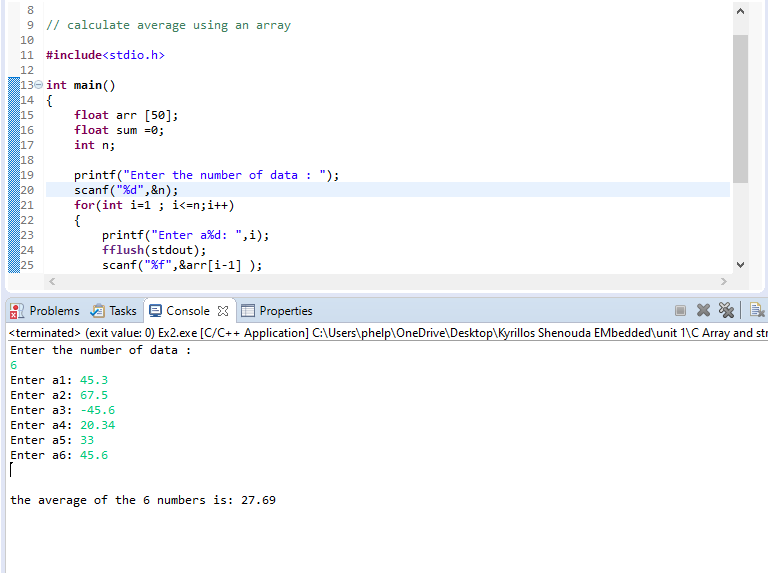 8
9 // calculate average using an array
10
11 #include<stdio.h>
12
13 int main()
14 {
15 float arr [50];
16 float sum =0;
17 int n;
18
19 printf("Enter the number of data : ");
20 scanf("%d",&n);
21 for(int i=1 ; i<=n;i++)
22 {
23 printf("Enter a%d: ",i);
24 fflush(stdout);
25 scanf("%f",&arr[i-1] );
Problems Tasks Console Properties
<terminated> (exit value: 0) Ex2.exe [C/C++ Application] C:\Users\phelp\OneDrive\Desktop\Kyrillos Shenouda EMbedded\unit 1\C Array and str
Enter the number of data :
6
Enter a1: 45.3
Enter a2: 67.5
Enter a3: -45.6
Enter a4: 20.34
Enter a5: 33
Enter a6: 45.6
the average of the 6 numbers is: 27.69